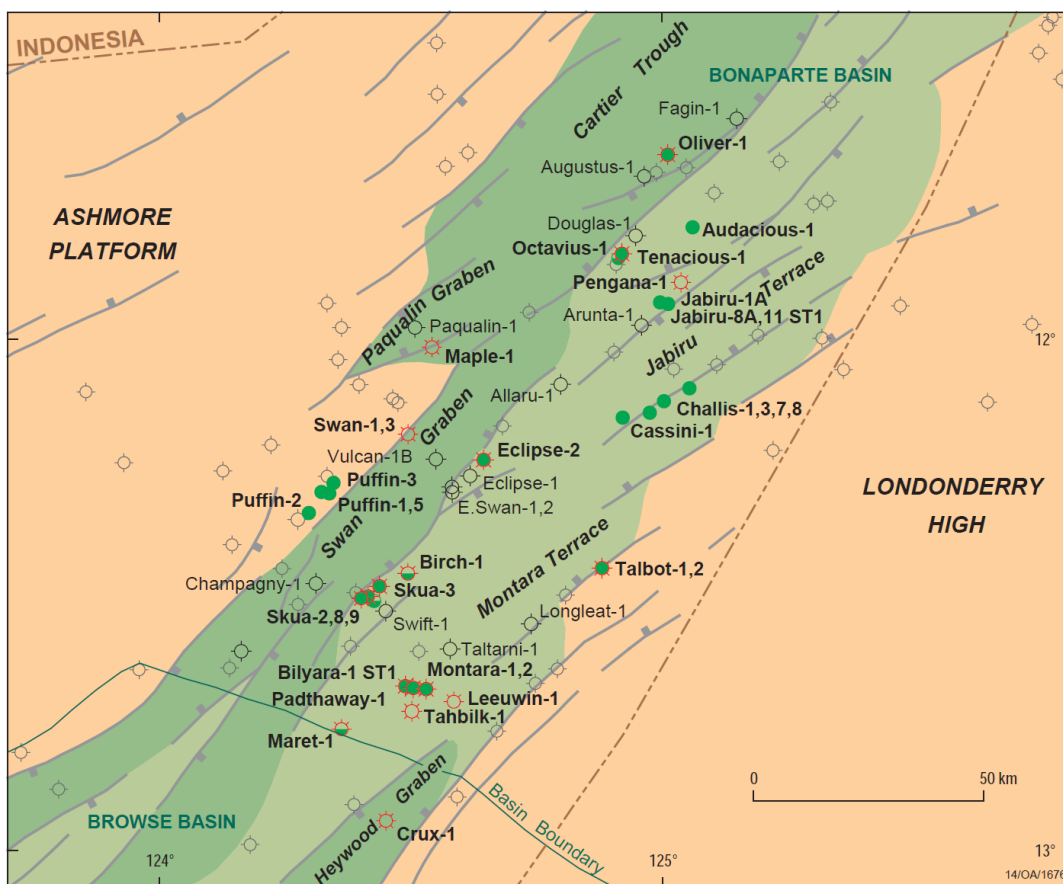 INDONESIA
Cartier Trough
BONAPARTE BASIN
Fagin-1
Oliver-1
Augustus-1
ASHMORE
PLATFORM
Douglas-1
Audacious-1
Octavius-1
Tenacious-1
Pengana-1
Jabiru Terrace
Paqualin Graben
Jabiru-1A
Arunta-1
Jabiru-8A,11 ST1
Paqualin-1
12°
Maple-1
Allaru-1
Challis-1,3,7,8
Cassini-1
Swan Graben
Swan-1,3
Vulcan-1B
Eclipse-2
Puffin-3
Eclipse-1
LONDONDERRY
HIGH
Puffin-2
Puffin-1,5
E.Swan-1,2
Montara Terrace
Birch-1
Talbot-1,2
Champagny-1
Skua-3
Skua-2,8,9
Swift-1
Longleat-1
Taltarni-1
Bilyara-1 ST1
Montara-1,2
Padthaway-1
Leeuwin-1
Tahbilk-1
Maret-1
0
50 km
Heywood Graben
Basin Boundary
BROWSE BASIN
Crux-1
124°
125°
13°